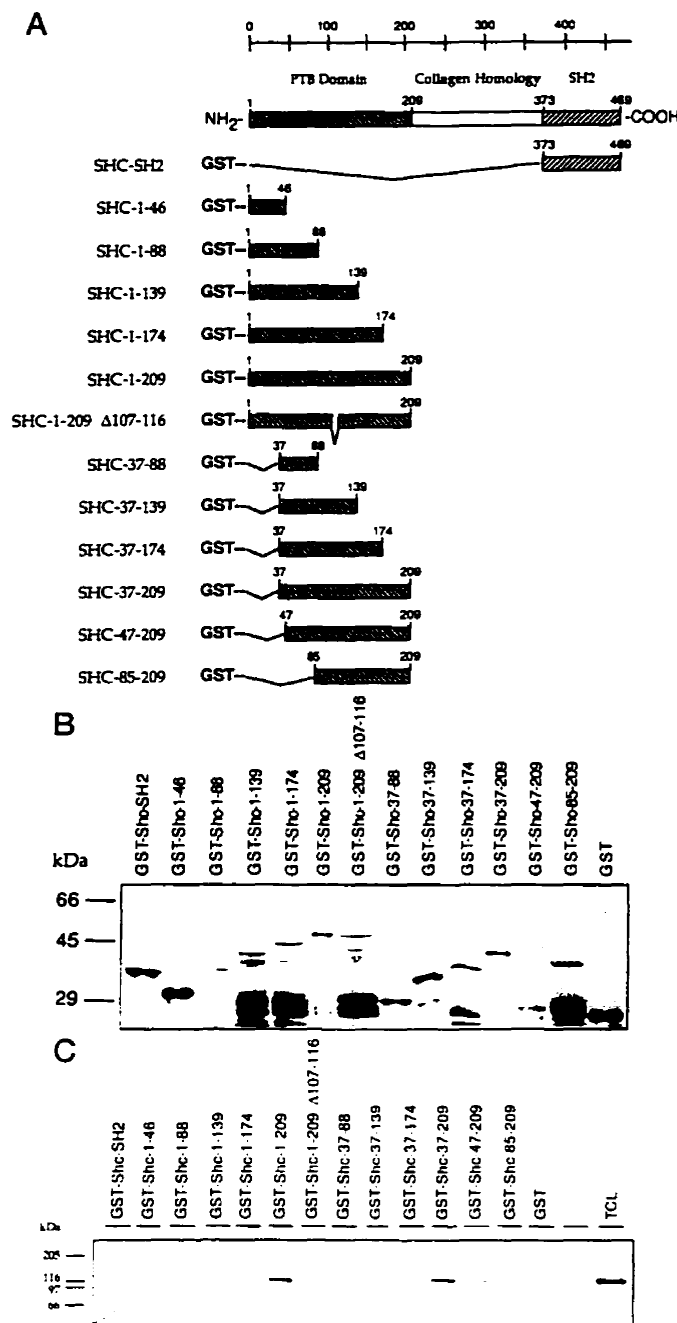 A
0 100 200 300 400
PTB Domain Collagen Homology SH2
1 209 373 469
NH2- -COOH
373 469
SHC-SH2 GST-
1 46
SHC-1-46 GST-
1 88
SHC-1-88 GST-
1 139
SHC-1-139 GST-
1 174
SHC-1-174 GST-
1 209
SHC-1-209 GST-
1 209
SHC-1-209 Δ107-116 GST-
37 88
SHC-37-88 GST-
37 139
SHC-37-139 GST-
37 174
SHC-37-174 GST-
37 209
SHC-37-209 GST-
47 209
SHC-47-209 GST-
85 209
SHC-85-209 GST-
B
kDa
GST-Shc-SH2
GST-Shc-1-46
GST-Shc-1-88
GST-Shc-1-139
GST-Shc-1-174
GST-Shc-1-209
GST-Shc-1-209 Δ107-116
GST-Shc-37-88
GST-Shc-37-139
GST-Shc-37-174
GST-Shc-37-209
GST-Shc-47-209
GST-Shc-85-209
GST
66
45
29
C
GST-Shc-SH2
GST-Shc-1-46
GST-Shc-1-88
GST-Shc-1-139
GST-Shc-1-174
GST-Shc-1-209
GST-Shc-1-209 Δ107-116
GST-Shc-37-88
GST-Shc-37-139
GST-Shc-37-174
GST-Shc-37-209
GST-Shc-47-209
GST-Shc-85-209
GST
TCL
kDa
205
116
97
66